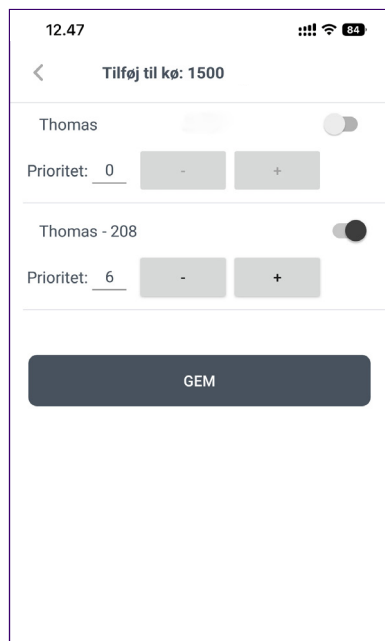 12.47 84
Tilføj til kø: 1500
Thomas
Prioritet: 0 - +
Thomas - 208
Prioritet: 6 - +
GEM